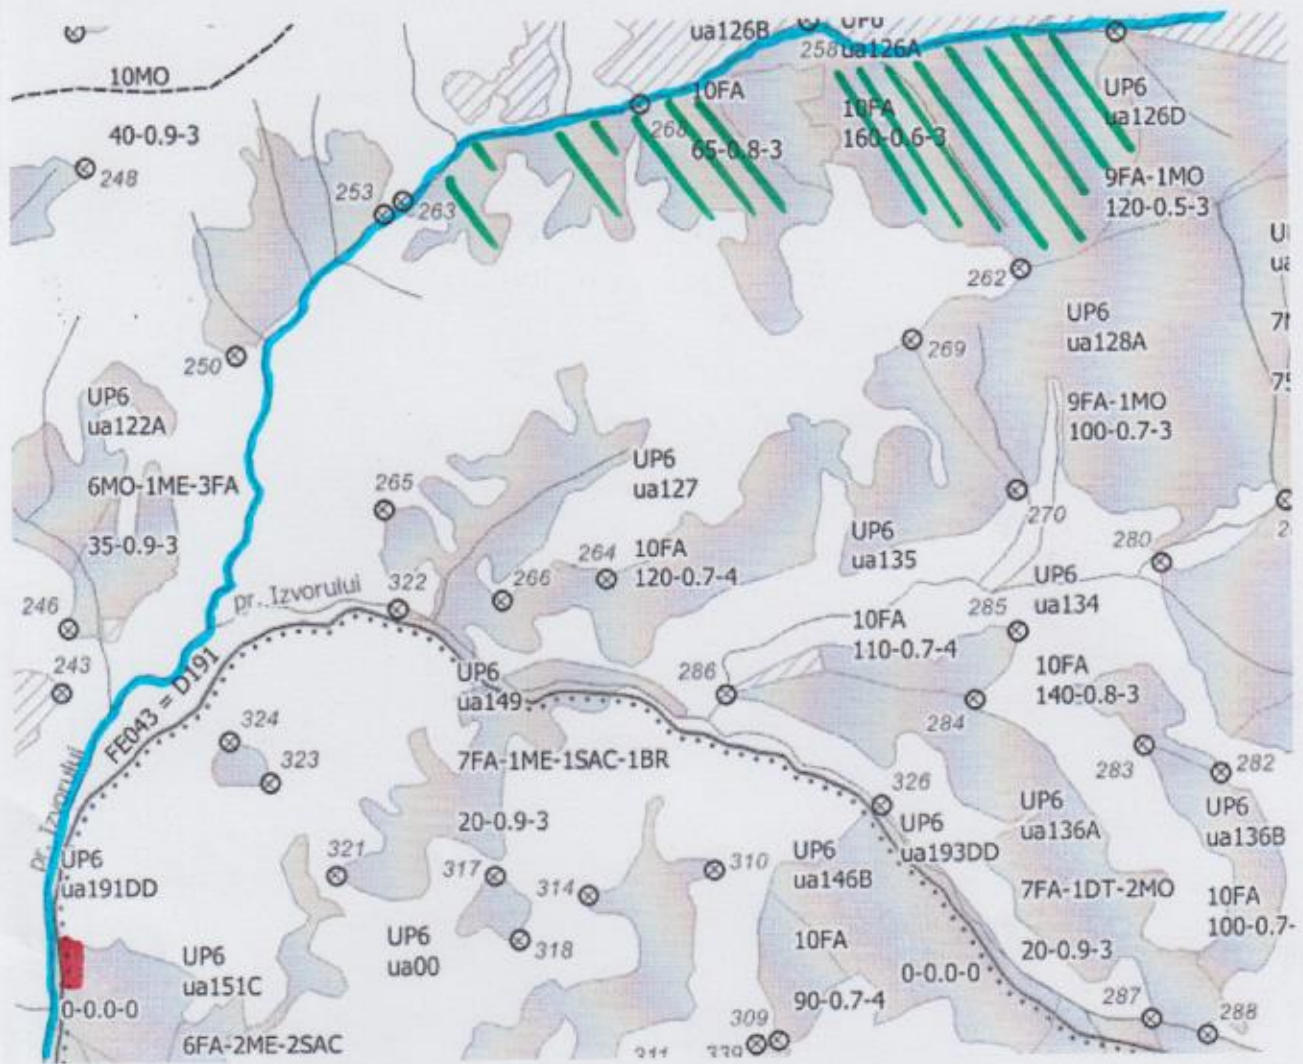 ua126B
258
UP6
ua126A
10MO
40-0.9-3
248
10FA
268
65-0.8-3
10FA
160-0.6-3
UP6
ua126D
9FA-1MO
120-0.5-3
253
263
262
250
269
UP6
ua128A
9FA-1MO
100-0.7-3
UP6
ua122A
6MO-1ME-3FA
35-0.9-3
265
UP6
ua127
10FA
120-0.7-4
264
266
270
UP6
ua135
280
246
243
322
pr. Izvorului
FE043 = D191
pr. Izvorului
UP6
ua134
285
10FA
110-0.7-4
10FA
140-0.8-3
286
284
UP6
ua149
7FA-1ME-1SAC-1BR
20-0.9-3
324
323
283
282
326
UP6
ua136A
UP6
ua136B
UP6
ua193DD
321
317
314
310
318
UP6
ua146B
10FA
90-0.7-4
0-0.0-0
7FA-1DT-2MO
20-0.9-3
10FA
100-0.7-
UP6
ua191DD
0-0.0-0
UP6
ua151C
6FA-2ME-2SAC
UP6
ua00
309
339
311
287
288